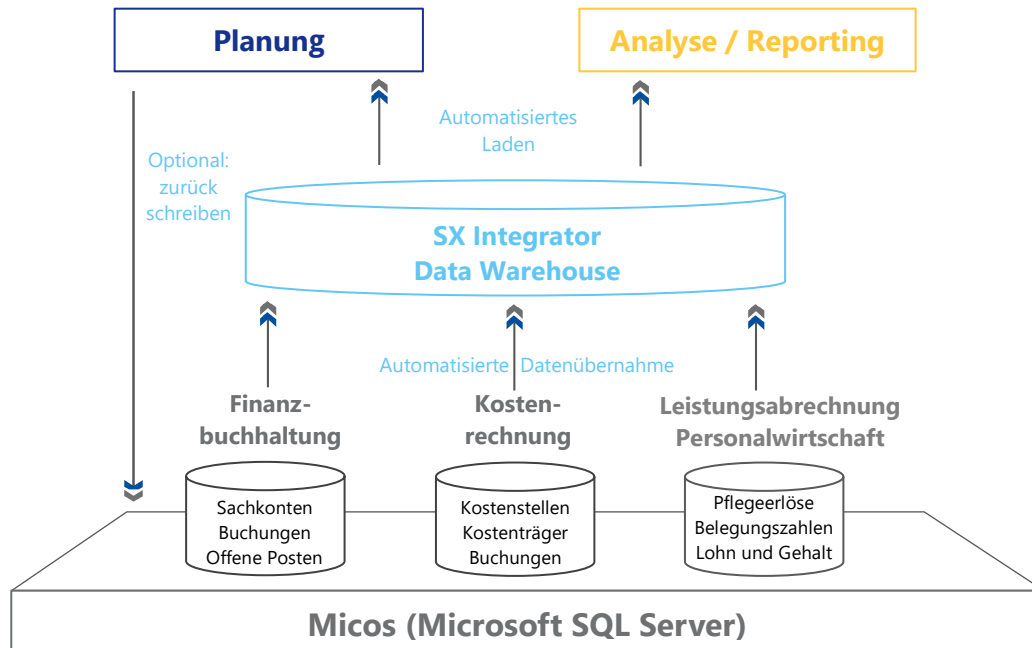 Planung
Analyse / Reporting
Automatisiertes
Laden
Optional:
zurück
schreiben
SX Integrator
Data Warehouse
Automatisierte Datenübernahme
Finanz-
buchhaltung
Kosten-
rechnung
Leistungsabrechnung
Personalwirtschaft
Sachkonten
Buchungen
Offene Posten
Kostenstellen
Kostenträger
Buchungen
Pflegeerlöse
Belegungszahlen
Lohn und Gehalt
Micos (Microsoft SQL Server)